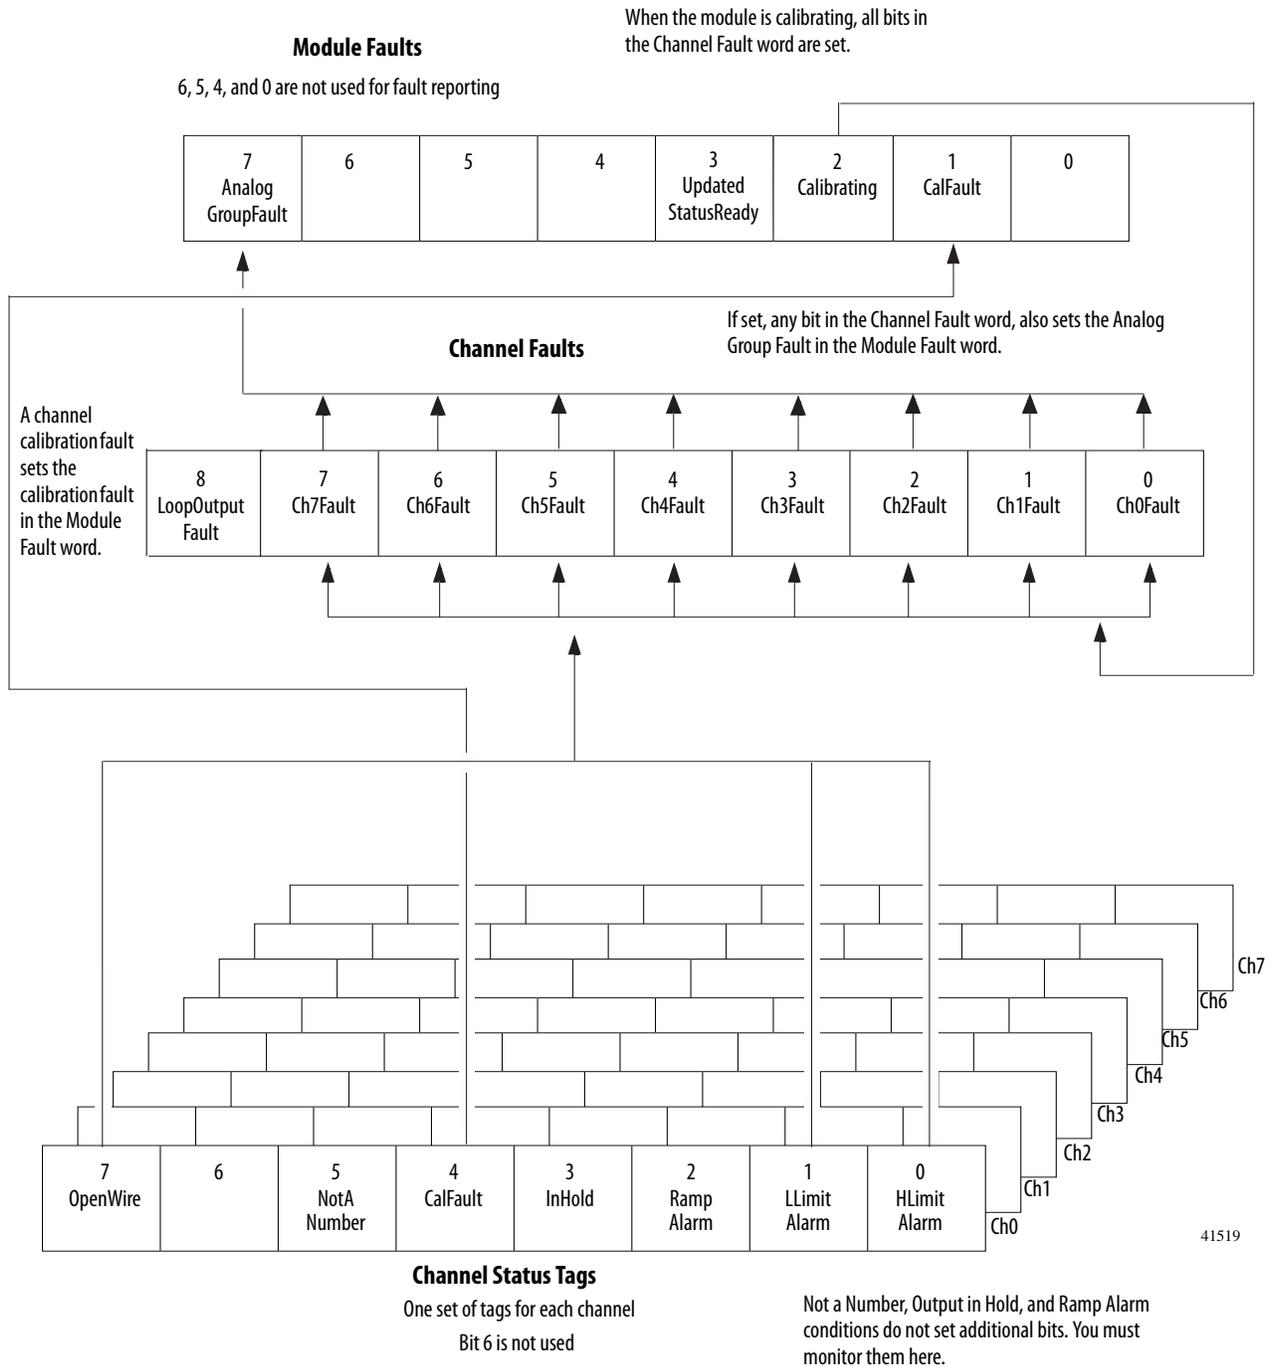 When the module is calibrating, all bits in
the Channel Fault word are set.
Module Faults
6, 5, 4, and 0 are not used for fault reporting
7
Analog
GroupFault
6
5
4
3
Updated
StatusReady
2
Calibrating
1
CalFault
0
If set, any bit in the Channel Fault word, also sets the Analog
Group Fault in the Module Fault word.
Channel Faults
A channel
calibration fault
sets the
calibration fault
in the Module
Fault word.
8
LoopOutput
Fault
7
Ch7Fault
6
Ch6Fault
5
Ch5Fault
4
Ch4Fault
3
Ch3Fault
2
Ch2Fault
1
Ch1Fault
0
Ch0Fault
Ch7
Ch6
Ch5
Ch4
Ch3
Ch2
Ch1
Ch0
7
OpenWire
6
5
NotA
Number
4
CalFault
3
InHold
2
Ramp
Alarm
1
LLimit
Alarm
0
HLimit
Alarm
41519
Channel Status Tags
One set of tags for each channel
Bit 6 is not used
Not a Number, Output in Hold, and Ramp Alarm
conditions do not set additional bits. You must
monitor them here.